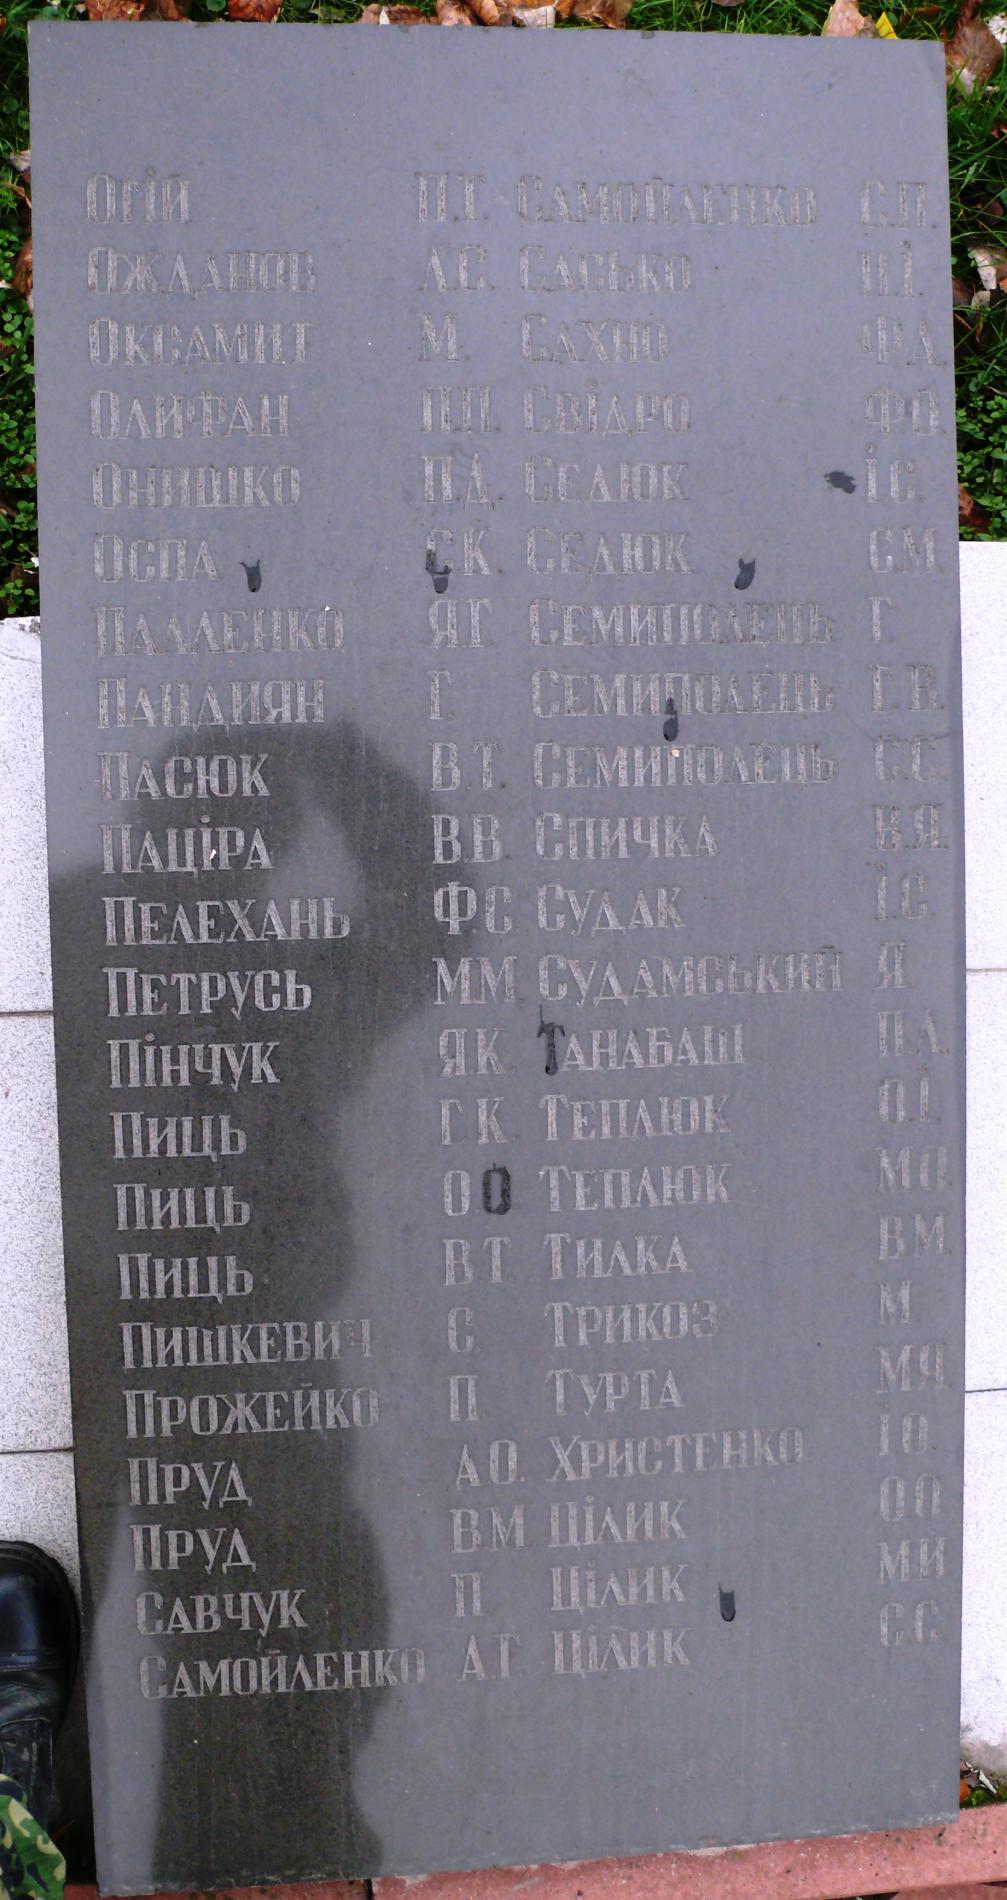 Огій П.Т. Самойленко С.П.
Ожданов А.С. Сасько П.І.
Оксамит М. Сахно Ф.А.
Олифан П.П. Свідро Ф.О.
Онишко П.Д. Седюк І.С.
Оспа Є.К. Седюк С.М.
Палленко Я.Г. Семиполець Г.
Пандиян Г. Семиполець Г.В.
Пасюк В.Т. Семиполець С.С.
Паціра В.В. Спичка Н.Я.
Пелехань Ф.С Судак І.С.
Петрусь М.М Судамський Я
Пінчук Я.К. Танабаш П.А.
Пиць Г.К. Теплюк О.І.
Пиць О.О Теплюк М.О.
Пиць В Т. Тилка В М.
Пишкевич С. Трикоз М
Прожейко П Турта М Я
Пруд А О. Христенко І О
Пруд В М Цілик О О
Савчук П Цілик М Й
Самойленко А.Г. Цілик С.С.